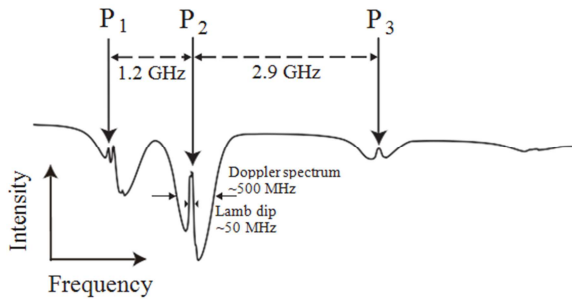 P1 P2 P3
1.2 GHz 2.9 GHz
Doppler spectrum
~500 MHz
Lamb dip
~50 MHz
Intensity
Frequency